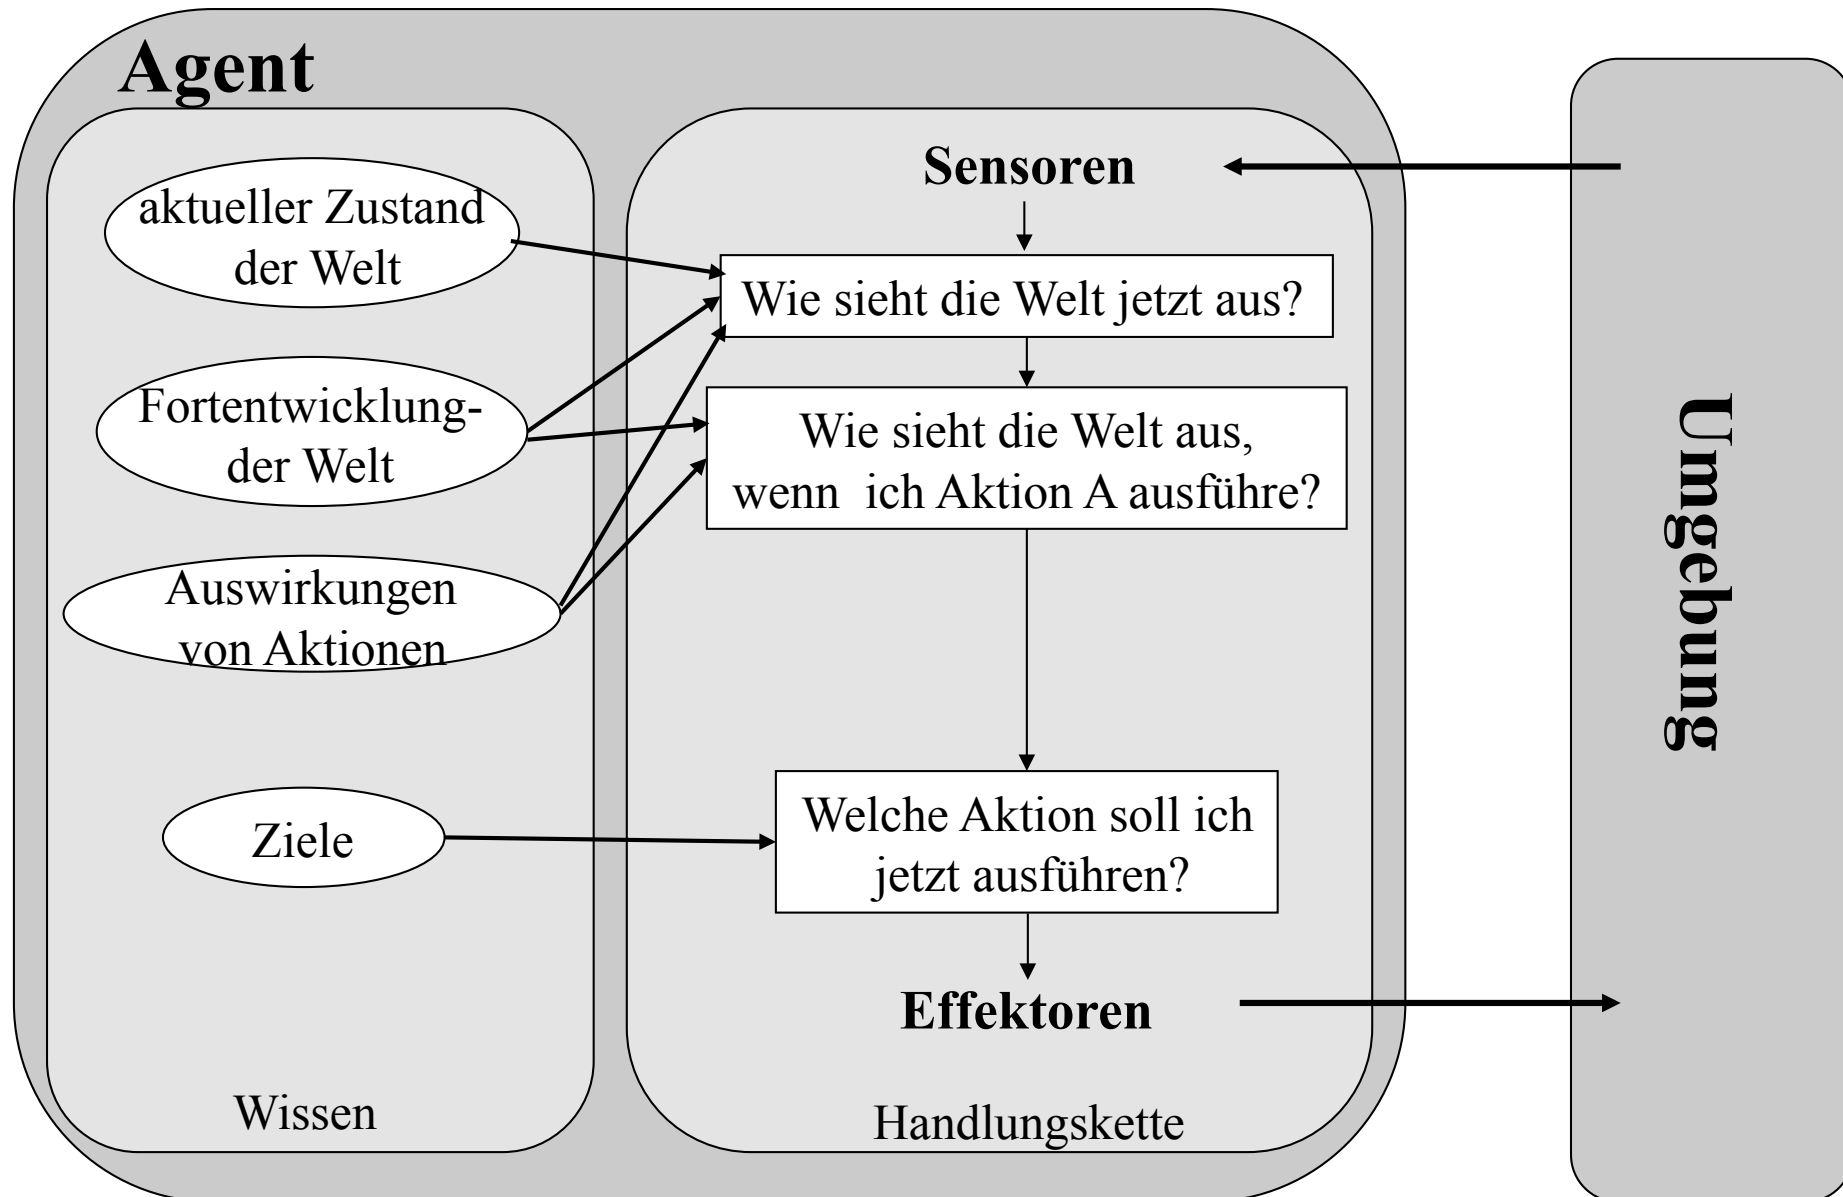 Agent
aktueller Zustand
der Welt
Fortentwicklung-
der Welt
Auswirkungen
von Aktionen
Ziele
Wissen
Sensoren
Wie sieht die Welt jetzt aus?
Wie sieht die Welt aus,
wenn ich Aktion A ausführe?
Welche Aktion soll ich
jetzt ausführen?
Effektoren
Handlungskette
Umgebung